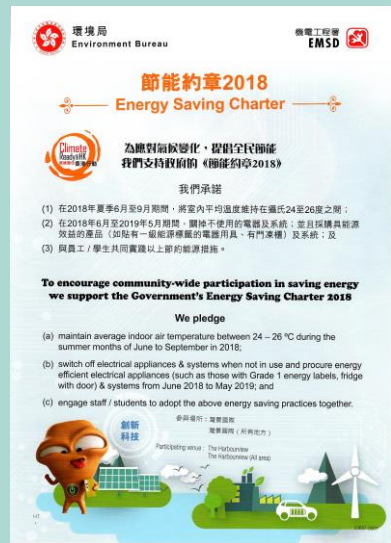 環境局
Environment Bureau
機電工程署
EMSD
節能約章2018
Energy Saving Charter
Climate
Ready@HK
為應對氣候變化，提倡全民節能
我們支持政府的《節能約章2018》
我們承諾
(1) 在2018年夏季6月至9月期間，將室內平均溫度維持在攝氏24至26度之間；
(2) 在2018年6月至2019年5月期間，關掉不使用的電器及系統；並且採購具能源
效益的產品（如貼有一級能源標籤的電器用具、有門凍櫃）及系統；及
(3) 與員工 / 學生共同實踐以上節約能源措施。
To encourage community-wide participation in saving energy
we support the Government's Energy Saving Charter 2018
We pledge
(a) maintain average indoor air temperature between 24 – 26 ºC during the
summer months of June to September in 2018;
(b) switch off electrical appliances & systems when not in use and procure energy
efficient electrical appliances (such as those with Grade 1 energy labels, fridge
with door) & systems from June 2018 to May 2019; and
(c) engage staff / students to adopt the above energy saving practices together.
參與場所：灣景國際
灣景國際（所有地方）
Participating venue : The Harbourview
The Harbourview (All area)
創新
科技